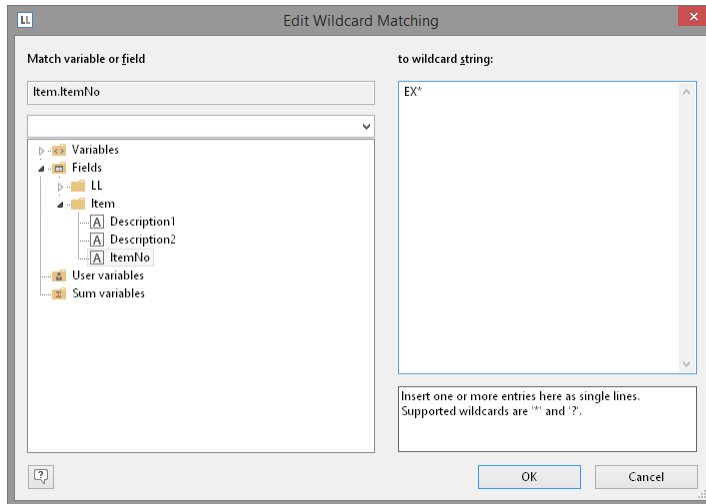 LL
Edit Wildcard Matching
Match variable or field
Item.ItemNo
Variables
Fields
LL
Item
A Description1
A Description2
A ItemNo
User variables
Σ Sum variables
to wildcard string:
EX*
Insert one or more entries here as single lines.
Supported wildcards are '*' and '?'.
?
OK
Cancel